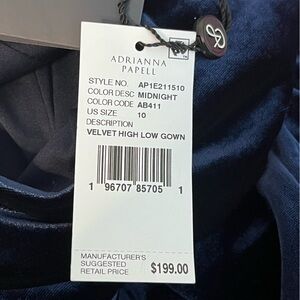 ADRIANNA
PAPELL
STYLE NO. AP1E211510
COLOR DESC MIDNIGHT
COLOR CODE AB411
US SIZE 10
DESCRIPTION
VELVET HIGH LOW GOWN
1 96707 85705 1
MANUFACTURER'S
SUGGESTED
RETAIL PRICE $199.00